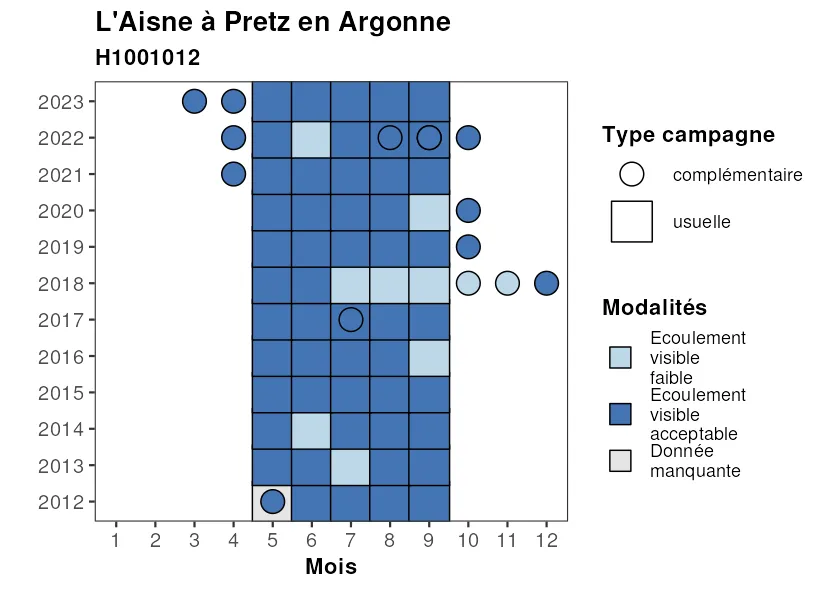 L'Aisne à Pretz en Argonne
H1001012
2023
2022
2021
2020
2019
2018
2017
2016
2015
2014
2013
2012
1 2 3 4 5 6 7 8 9 10 11 12
Mois
Type campagne
complémentaire
usuelle
Modalités
Ecoulement
visible
faible
Ecoulement
visible
acceptable
Donnée
manquante